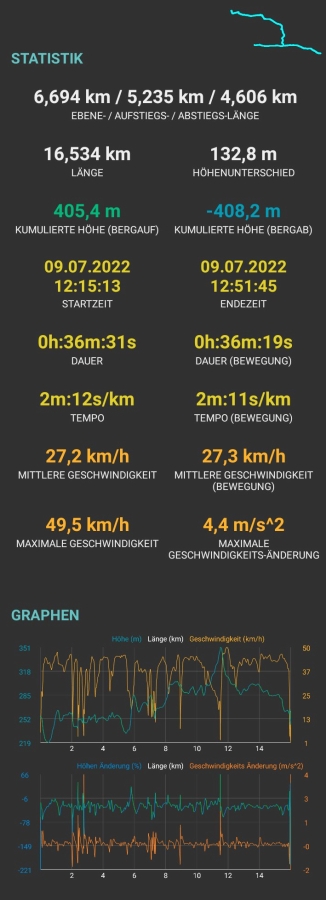 STATISTIK
6,694 km / 5,235 km / 4,606 km
EBENE- / AUFSTIEGS- / ABSTIEGS-LÄNGE
16,534 km 132,8 m
LÄNGE HÖHENUNTERSCHIED
405,4 m -408,2 m
KUMULIERTE HÖHE (BERGAUF) KUMULIERTE HÖHE (BERGAB)
09.07.2022 09.07.2022
12:15:13 12:51:45
STARTZEIT ENDEZEIT
0h:36m:31s 0h:36m:19s
DAUER DAUER (BEWEGUNG)
2m:12s/km 2m:11s/km
TEMPO TEMPO (BEWEGUNG)
27,2 km/h 27,3 km/h
MITTLERE GESCHWINDIGKEIT MITTLERE GESCHWINDIGKEIT
(BEWEGUNG)
49,5 km/h 4,4 m/s^2
MAXIMALE GESCHWINDIGKEIT MAXIMALE
GESCHWINDIGKEITS-ÄNDERUNG
GRAPHEN
Höhe (m) Länge (km) Geschwindigkeit (km/h)
351 50
318 37
285 25
252 13
219 1
2 4 6 8 10 12 14
Höhen Änderung (%) Länge (km) Geschwindigkeits Änderung (m/s^2)
66 4
-6 3
-78 1
-149 -0
-221 -2
2 4 6 8 10 12 14